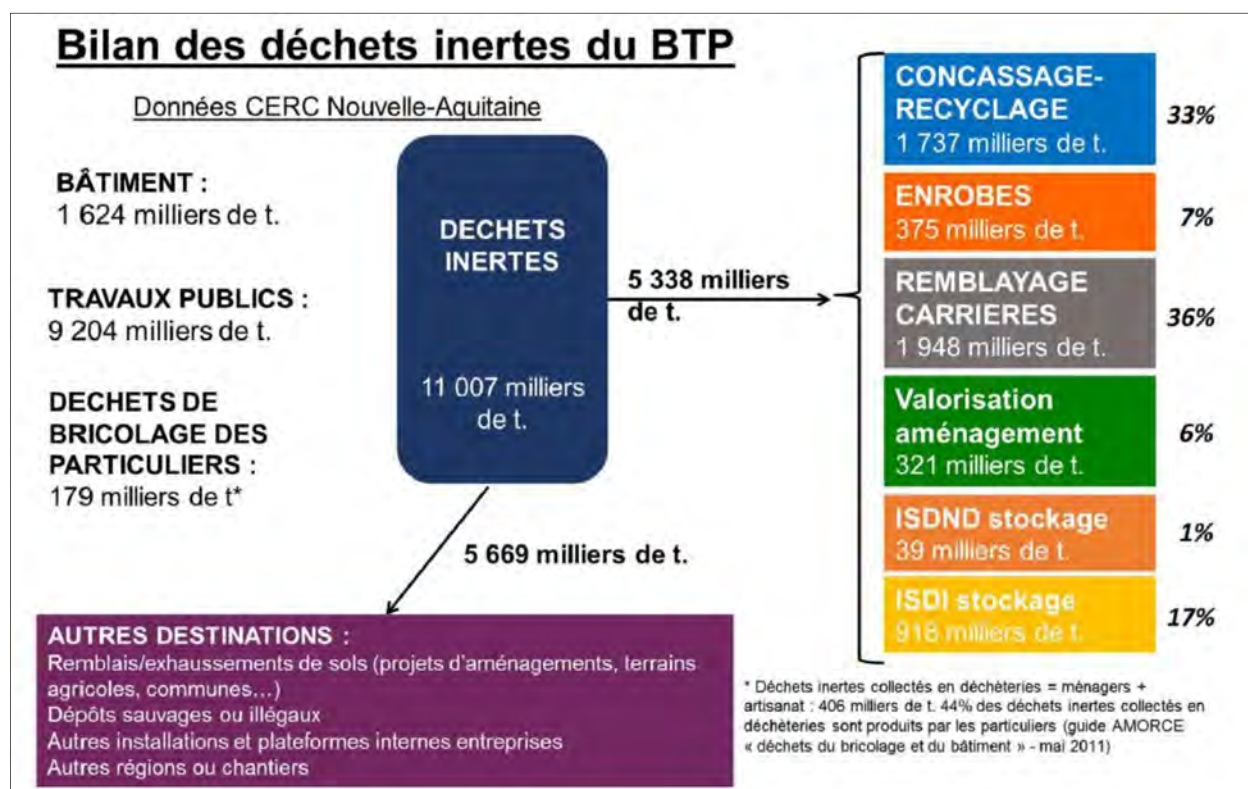 Bilan des déchets inertes du BTP
Données CERC Nouvelle-Aquitaine
BÂTIMENT :
1 624 milliers de t.
TRAVAUX PUBLICS :
9 204 milliers de t.
DECHETS DE
BRICOLAGE DES
PARTICULIERS :
179 milliers de t*
DECHETS
INERTES
11 007 milliers
de t.
5 338 milliers
de t.
5 669 milliers de t.
CONCASSAGE-
RECYCLAGE
1 737 milliers de t.
33%
ENROBES
375 milliers de t.
7%
REMBLAYAGE
CARRIERES
1 948 milliers de t.
36%
Valorisation
aménagement
321 milliers de t.
6%
ISDND stockage
39 milliers de t.
1%
ISDI stockage
918 milliers de t.
17%
AUTRES DESTINATIONS :
Remblais/exhaussements de sols (projets d'aménagements, terrains
agricoles, communes…)
Dépôts sauvages ou illégaux
Autres installations et plateforme internes entreprises
Autres régions ou chantiers
* Déchets inertes collectés en déchèteries = ménagers +
artisanat : 406 milliers de t. 44% des déchets inertes collectés en
déchèteries sont produits par les particuliers (guide AMORCE
« déchets du bricolage et du bâtiment » - mai 2011)